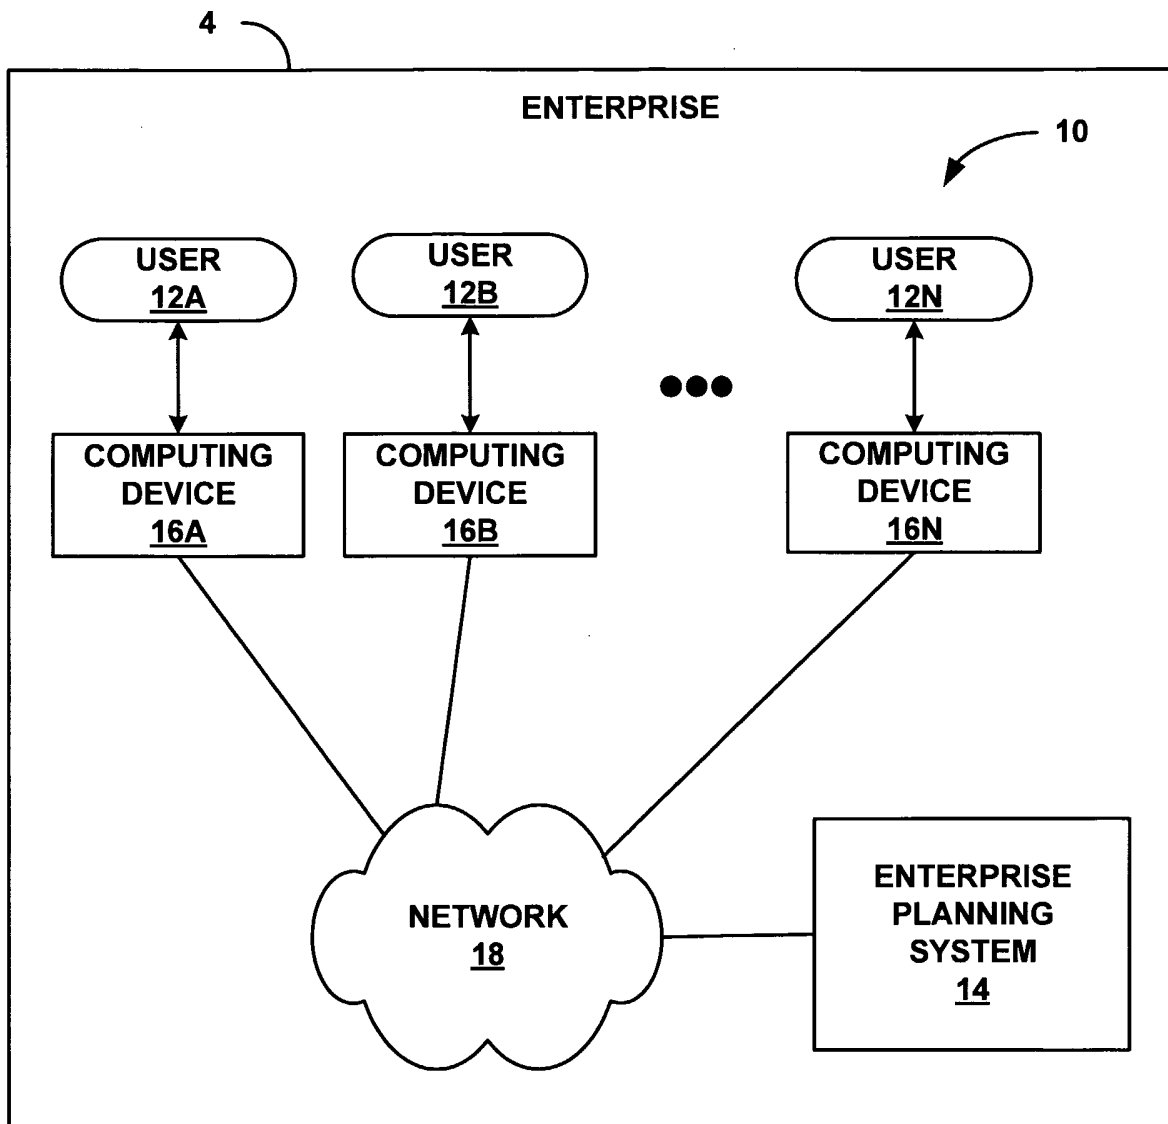 4
ENTERPRISE
10
USER
12A
USER
12B
USER
12N
COMPUTING
DEVICE
16A
COMPUTING
DEVICE
16B
COMPUTING
DEVICE
16N
NETWORK
18
ENTERPRISE
PLANNING
SYSTEM
14